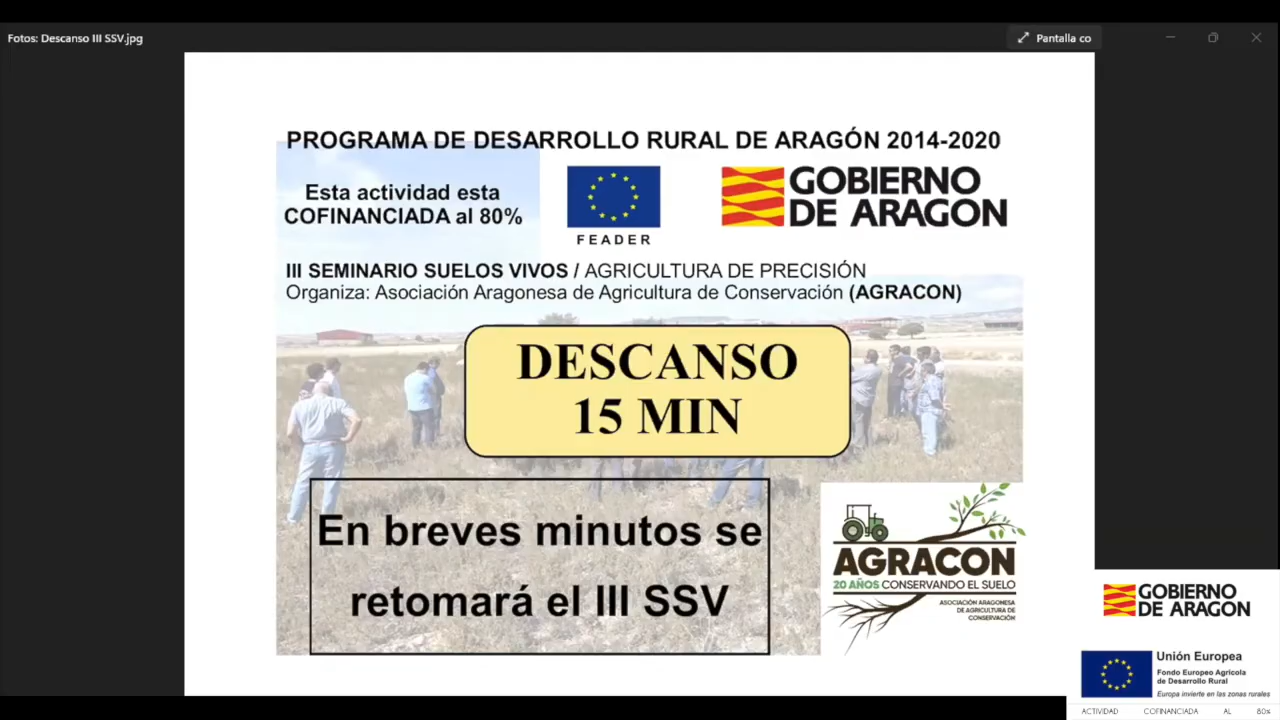 Fotos: Descanso III SSV.jpg
Pantalla co
PROGRAMA DE DESARROLLO RURAL DE ARAGÓN 2014-2020
Esta actividad esta
COFINANCIADA al 80%
FEADER
GOBIERNO
DE ARAGON
III SEMINARIO SUELOS VIVOS / AGRICULTURA DE PRECISIÓN
Organiza: Asociación Aragonesa de Agricultura de Conservación (AGRACON)
DESCANSO
15 MIN
En breves minutos se
retomará el III SSV
AGRACON
20 AÑOS CONSERVANDO EL SUELO
ASOCIACIÓN ARAGONESA
DE AGRICULTURA DE
CONSERVACIÓN
GOBIERNO
DE ARAGON
Unión Europea
Fondo Europeo Agrícola
de Desarrollo Rural
Europa invierte en las zonas rurales
ACTIVIDAD COFINANCIADA AL 80%